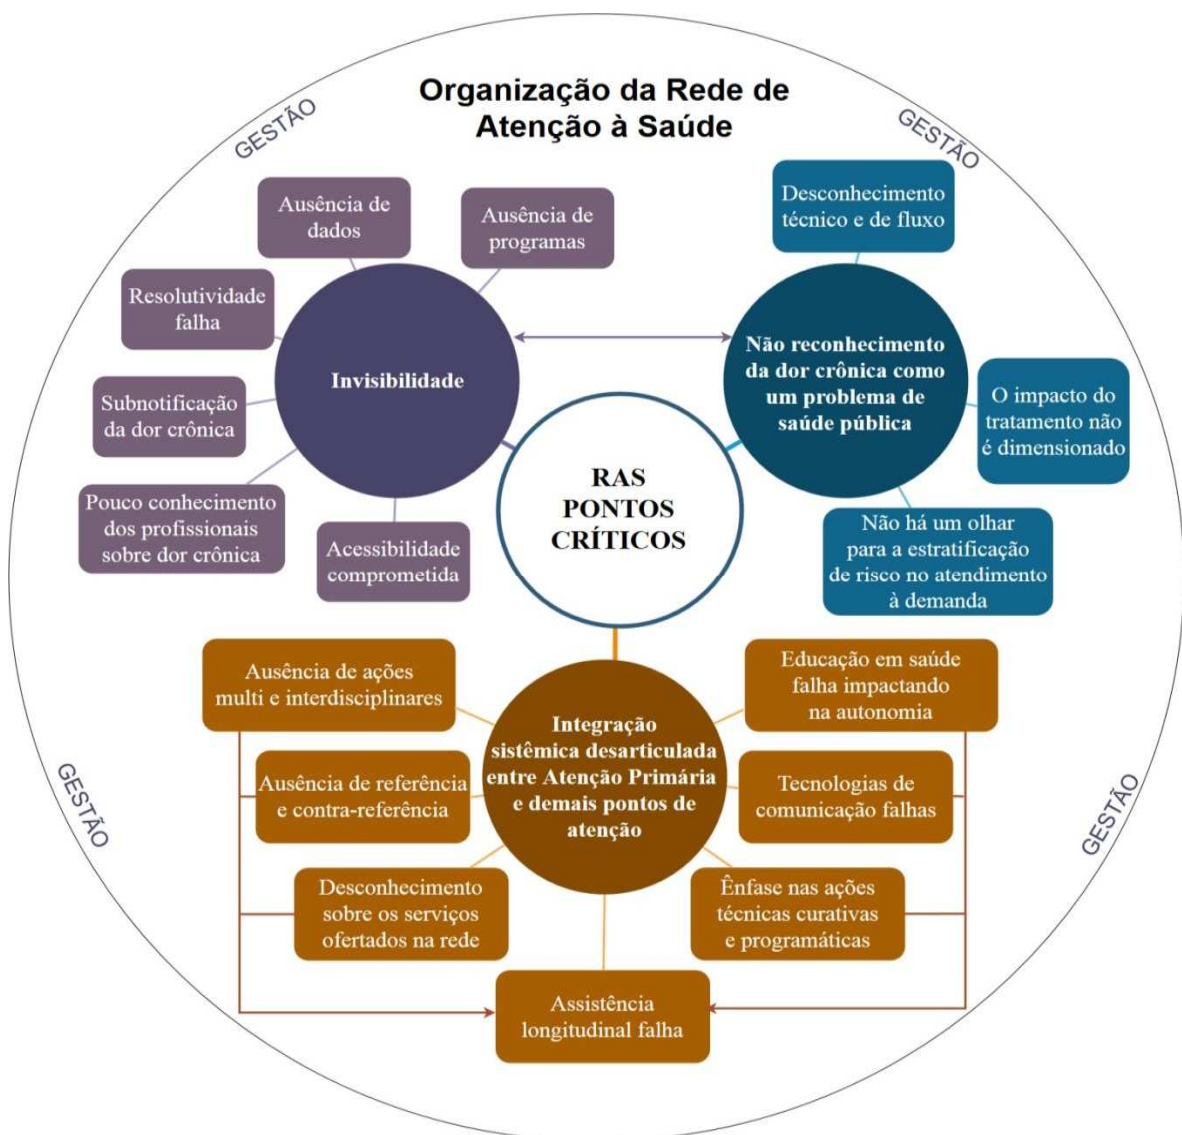 Organização da Rede de
Atenção à Saúde
GESTÃO
GESTÃO
Ausência de
dados
Ausência de
programas
Resolutividade
falha
Subnotificação
da dor crônica
Pouco conhecimento
dos profissionais
sobre dor crônica
Acessibilidade
comprometida
Invisibilidade
Desconhecimento
técnico e de fluxo
Não reconhecimento
da dor crônica como
um problema de
saúde pública
O impacto do
tratamento não
é dimensionado
Não há um olhar
para a estratificação
de risco no atendimento
à demanda
RAS
PONTOS
CRÍTICOS
Ausência de ações
multi e interdisciplinares
Ausência de referência
e contra-referência
Desconhecimento
sobre os serviços
ofertados na rede
Integração
sistêmica desarticulada
entre Atenção Primária
e demais pontos de
atenção
Educação em saúde
falha impactando
na autonomia
Tecnologias de
comunicação falhas
Ênfase nas ações
técnicas curativas
e programáticas
Assistência
longitudinal falha
GESTÃO
GESTÃO